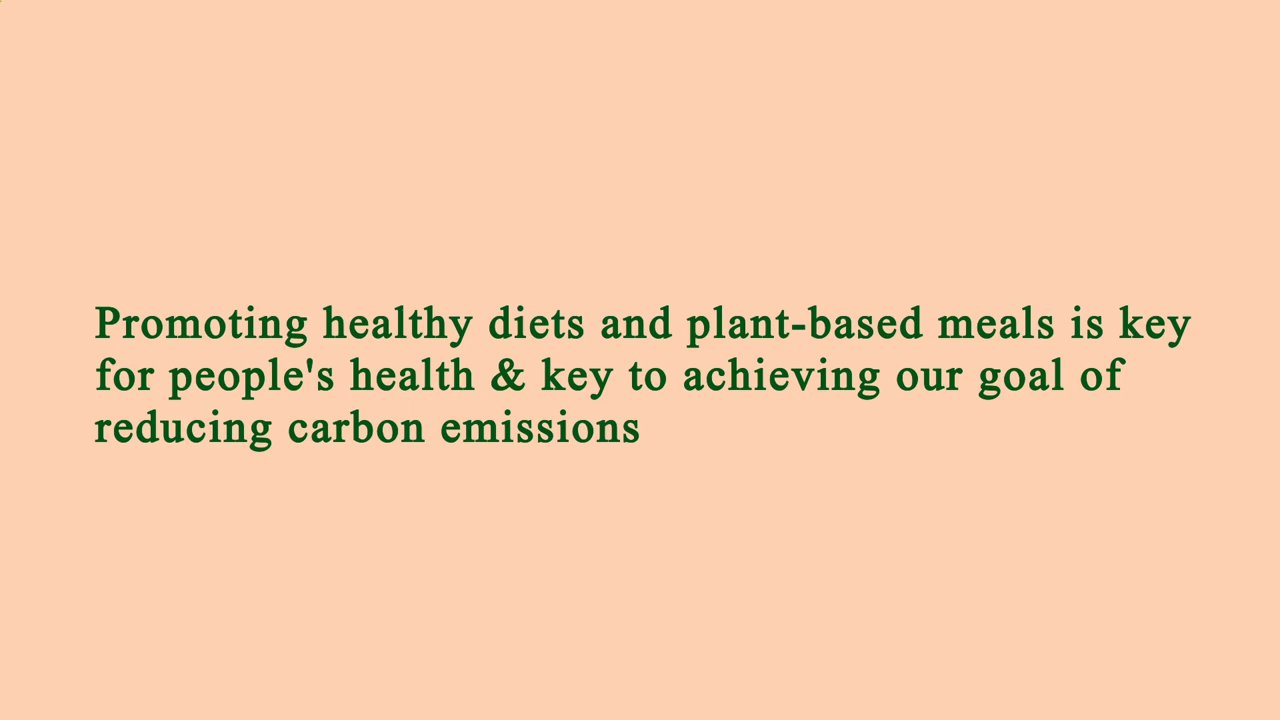 Promoting healthy diets and plant-based meals is key
for people's health & key to achieving our goal of
reducing carbon emissions